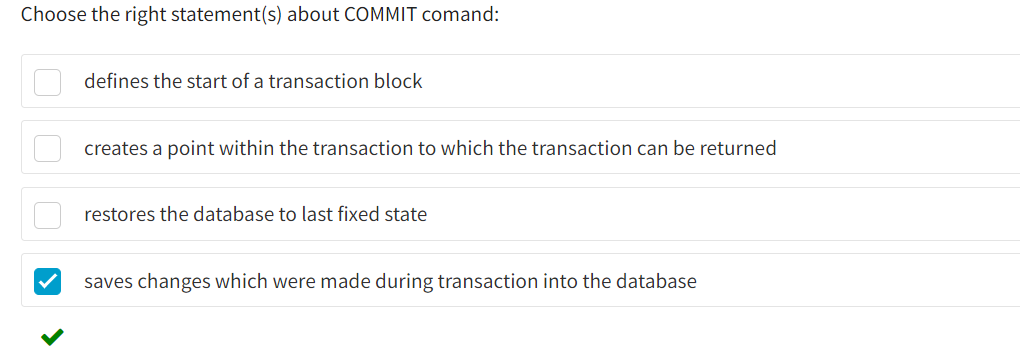 Choose the right statement(s) about COMMIT comand:
defines the start of a transaction block
creates a point within the transaction to which the transaction can be returned
restores the database to last fixed state
saves changes which were made during transaction into the database